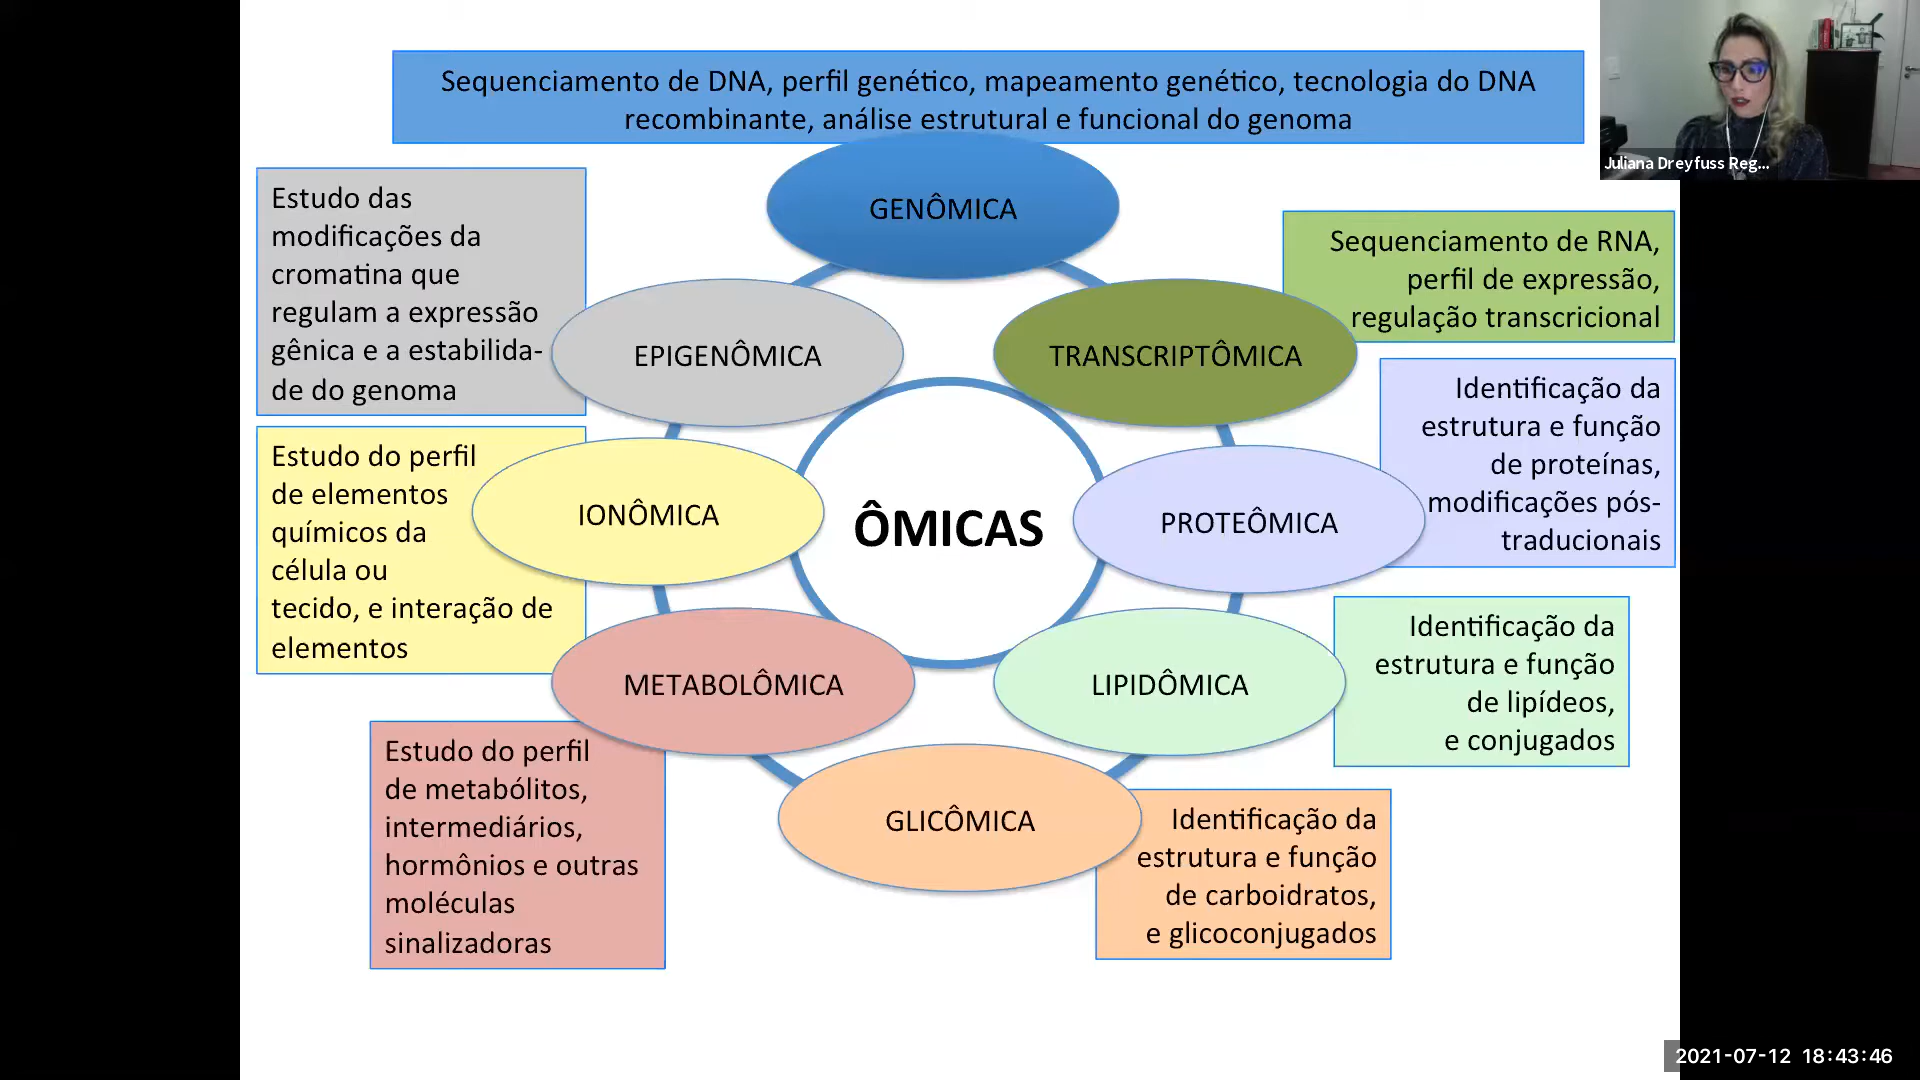 Sequenciamento de DNA, perfil genético, mapeamento genético, tecnologia do DNA
recombinante, análise estrutural e funcional do genoma
Juliana Dreyfuss Reg...
GENÔMICA
Estudo das
modificações da
cromatina que
regulam a expressão
gênica e a estabilida-
de do genoma
EPIGENÔMICA
TRANSCRIPTÔMICA
Sequenciamento de RNA,
perfil de expressão,
regulação transcricional
Estudo do perfil
de elementos
químicos da
célula ou
tecido, e interação de
elementos
IONÔMICA
ÔMICAS
PROTEÔMICA
Identificação da
estrutura e função
de proteínas,
modificações pós-
traducionais
METABOLÔMICA
LIPIDÔMICA
Identificação da
estrutura e função
de lipídeos,
e conjugados
Estudo do perfil
de metabólitos,
intermediários,
hormônios e outras
moléculas
sinalizadoras
GLICÔMICA
Identificação da
estrutura e função
de carboidratos,
e glicoconjugados
2021-07-12 18:43:46